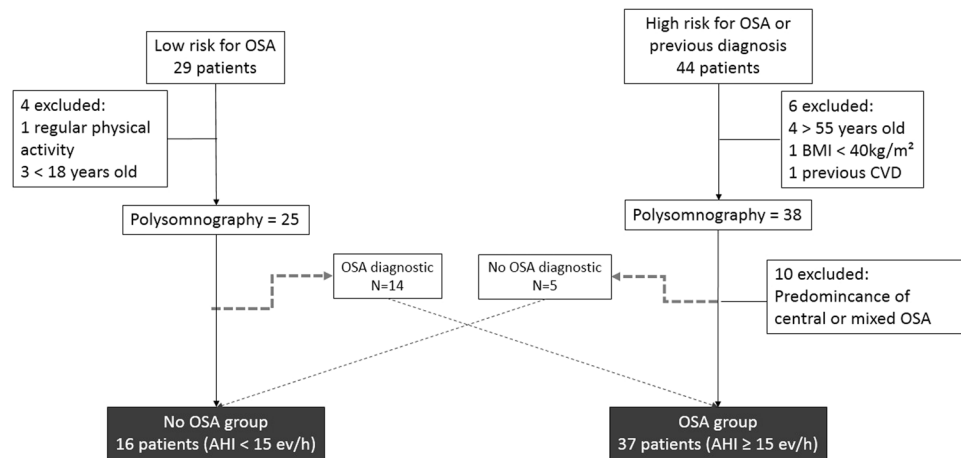 Low risk for OSA
29 patients
High risk for OSA or
previous diagnosis
44 patients
4 excluded:
1 regular physical
activity
3 < 18 years old
6 excluded:
4 > 55 years old
1 BMI < 40kg/m²
1 previous CVD
Polysomnography = 25
Polysomnography = 38
OSA diagnostic
N=14
No OSA diagnostic
N=5
10 excluded:
Predomincance of
central or mixed OSA
No OSA group
16 patients (AHI < 15 ev/h)
OSA group
37 patients (AHI ≥ 15 ev/h)